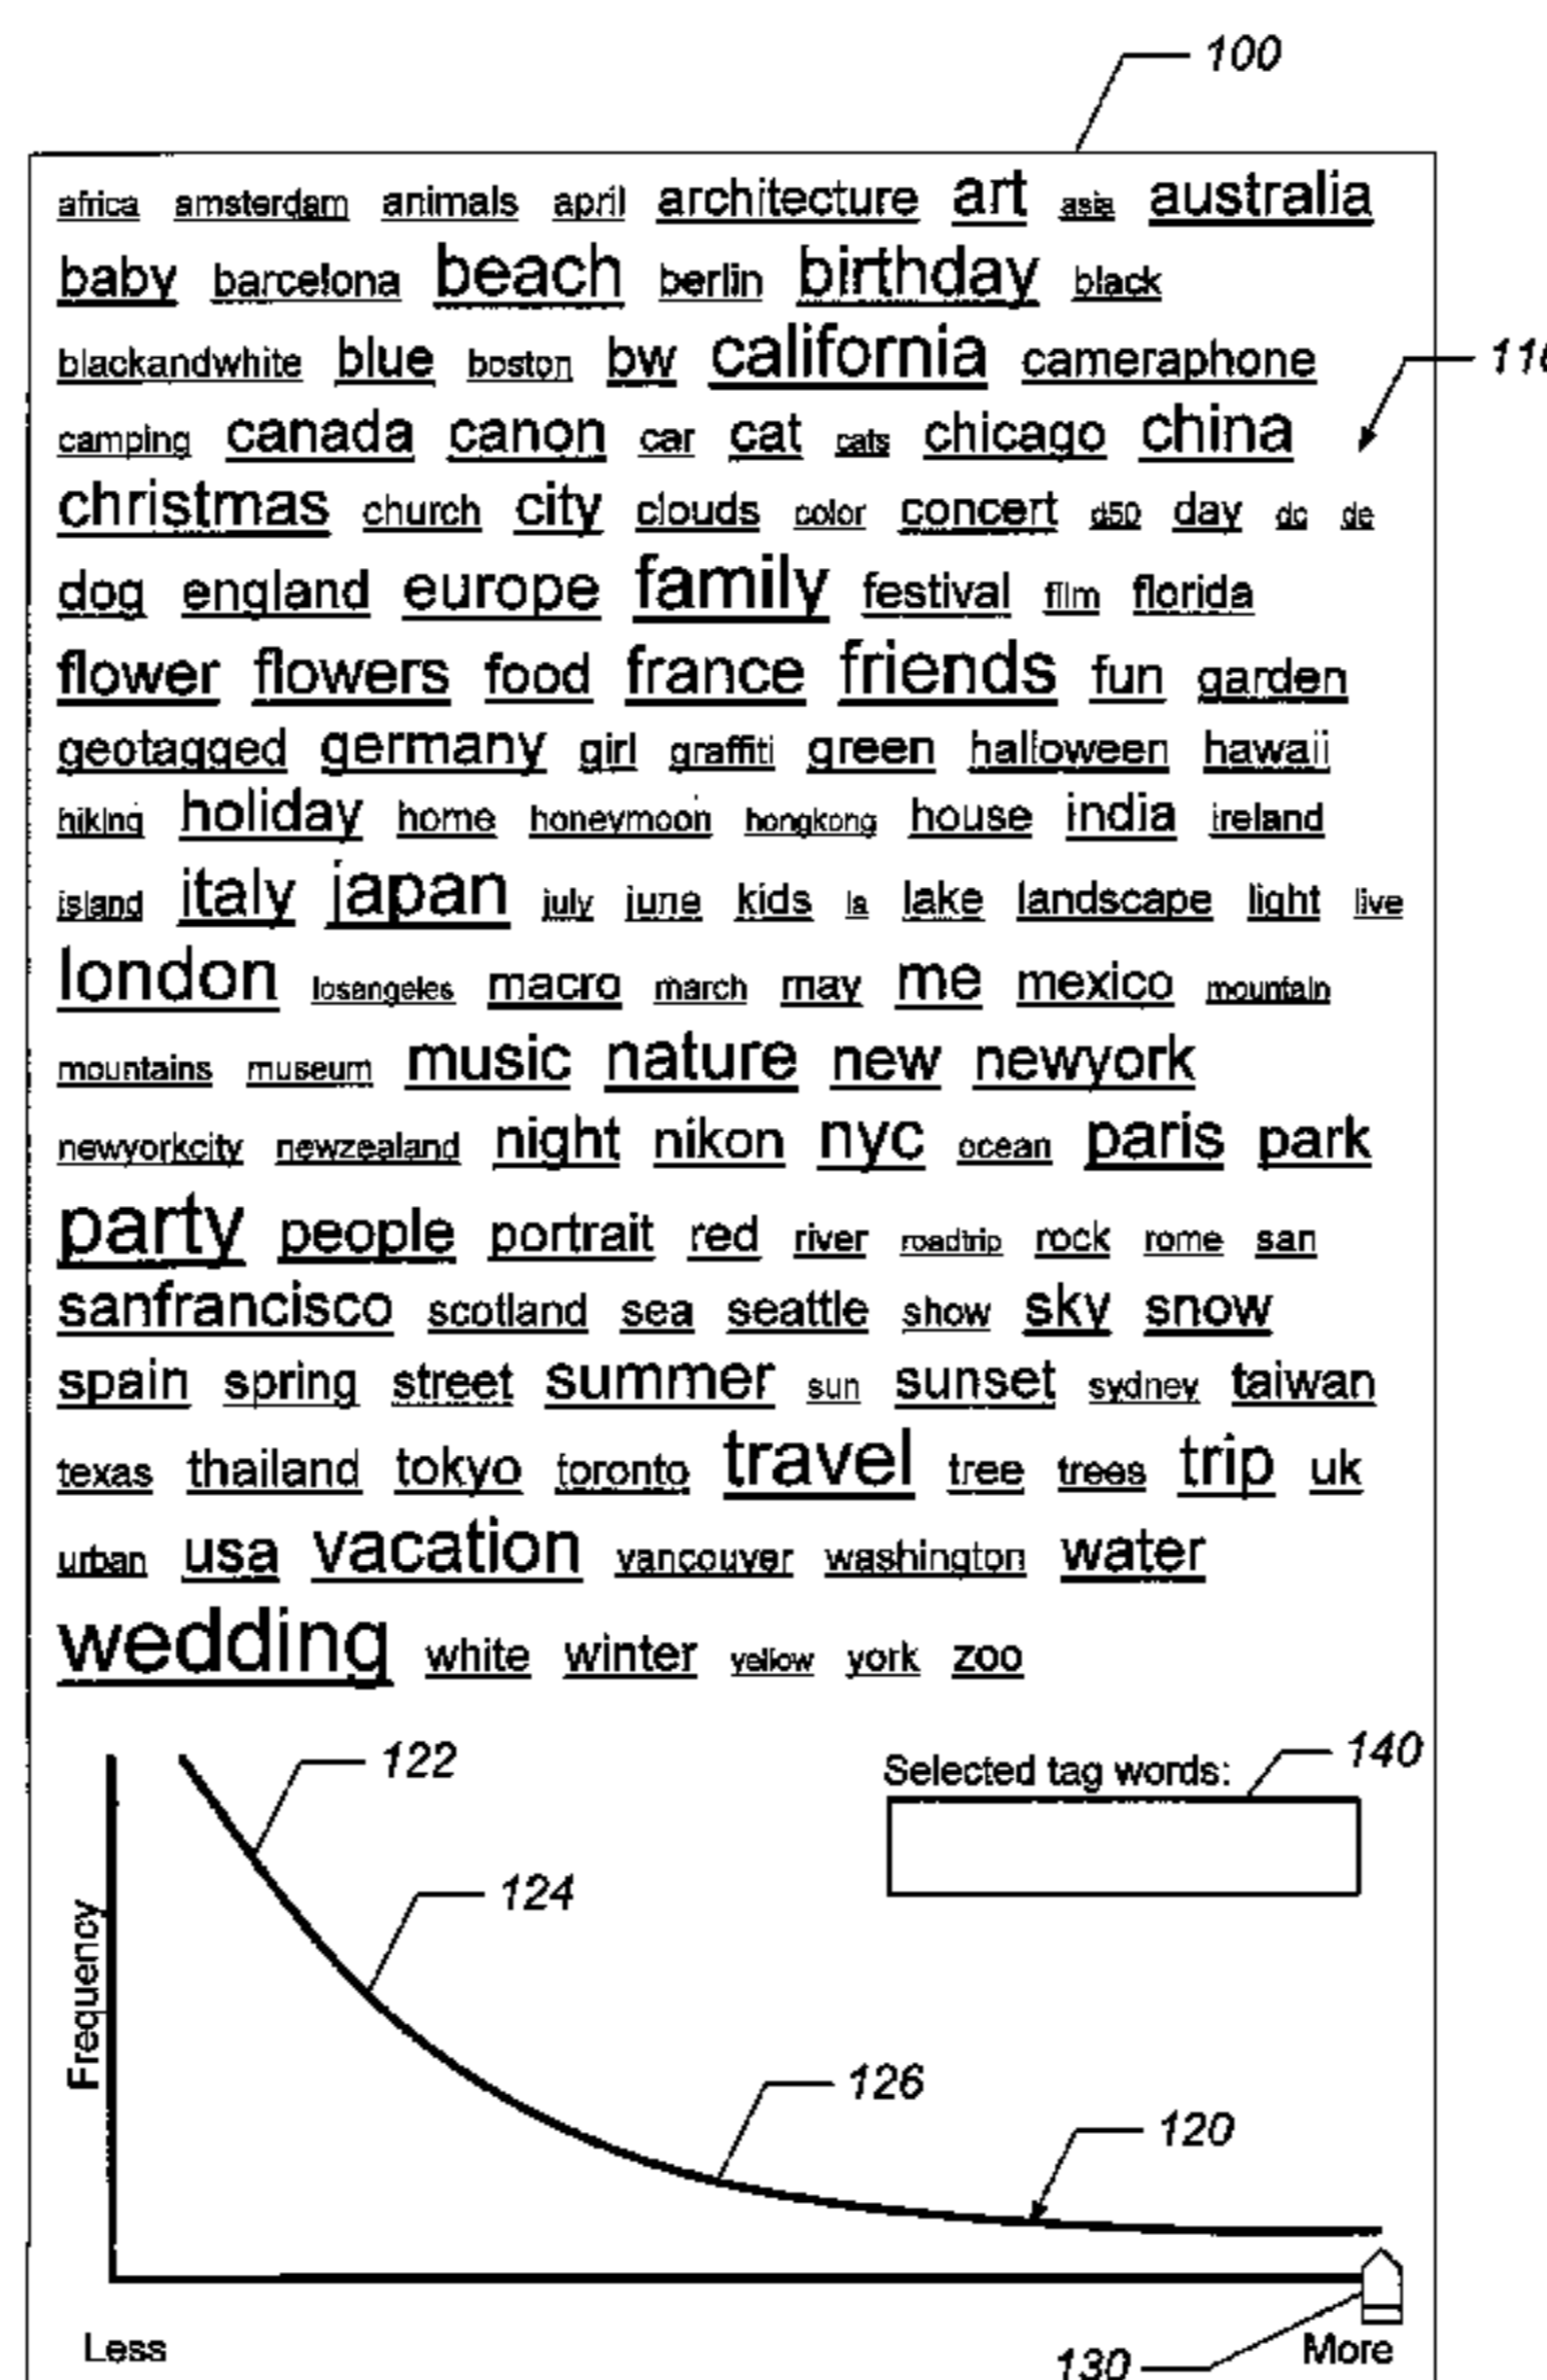 100
africa amsterdam animals april architecture art asia australia
baby barcelona beach berlin birthday black
blackandwhite blue boston bw california cameraphone
camping canada canon car cat cats chicago china
christmas church city clouds color concert d50 day dc de
dog england europe family festival film florida
flower flowers food france friends fun garden
geotagged germany girl graffiti green halloween hawaii
hiking holiday home honeymoon hongkong house india ireland
island italy japan july june kids la lake landscape light live
london losangeles macro march may me mexico mountain
mountains museum music nature new newyork
newyorkcity newzealand night nikon nyc ocean paris park
party people portrait red river roadtrip rock rome san
sanfrancisco scotland sea seattle show sky snow
spain spring street summer sun sunset sydney taiwan
texas thailand tokyo toronto travel tree trees trip uk
urban usa vacation vancouver washington water
wedding white winter yellow york zoo
122
Selected tag words:
140
124
Frequency
126
120
Less
130
More